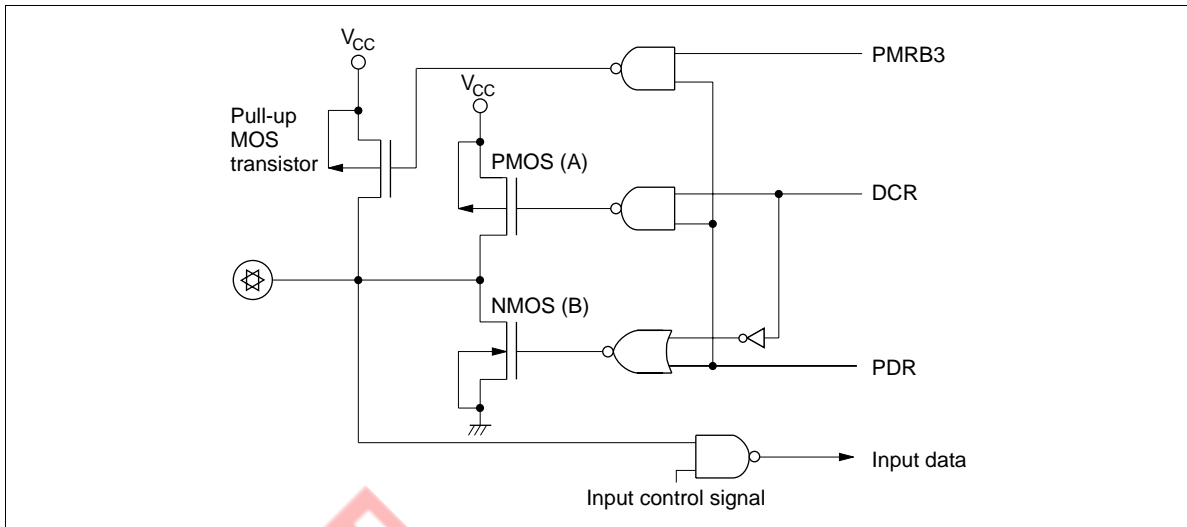 VCC
PMRB3
VCC
Pull-up
MOS
transistor
PMOS (A)
DCR
NMOS (B)
PDR
Input data
Input control signal